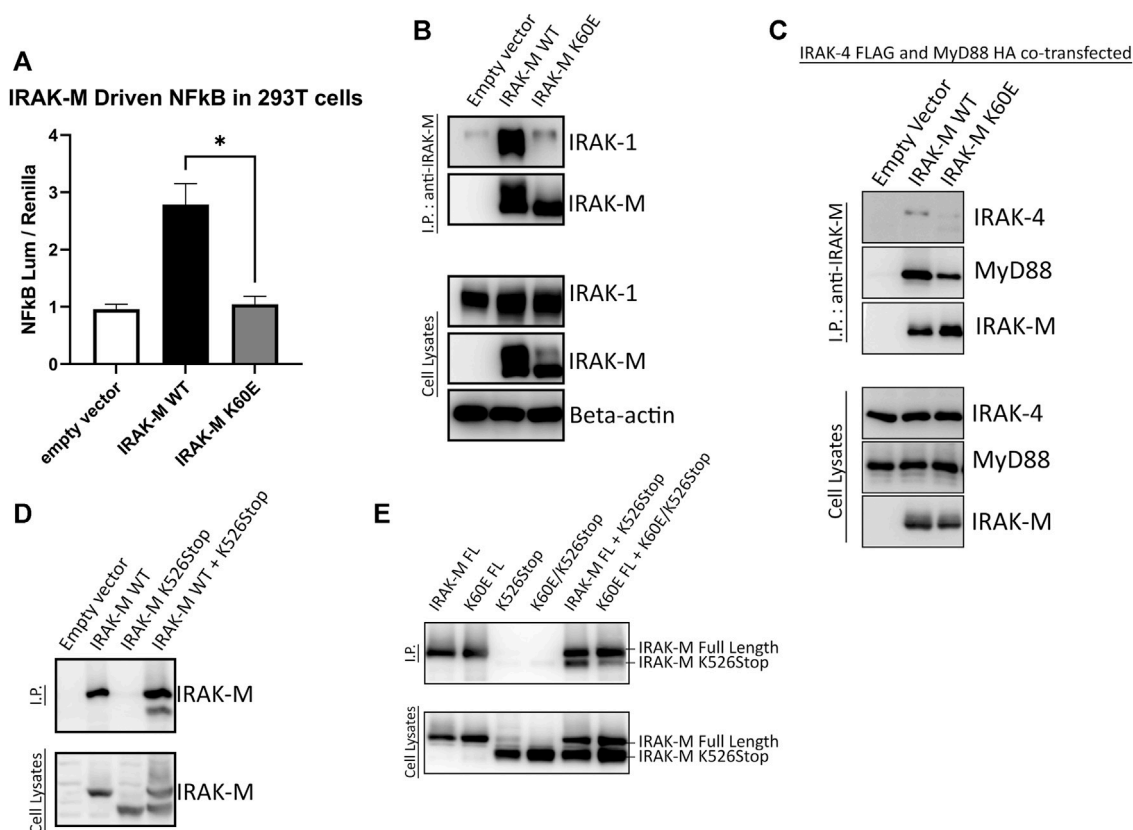 A
IRAK-M Driven NFkB in 293T cells
NFkB Lum / Renilla
4
3
2
1
0
*
empty vector
IRAK-M WT
IRAK-M K60E
B
Empty vector
IRAK-M WT
IRAK-M K60E
I.P. : anti-IRAK-M
IRAK-1
IRAK-M
Cell Lysates
IRAK-1
IRAK-M
Beta-actin
C
IRAK-4 FLAG and MyD88 HA co-transfected
Empty Vector
IRAK-M WT
IRAK-M K60E
I.P. : anti-IRAK-M
IRAK-4
MyD88
IRAK-M
Cell Lysates
IRAK-4
MyD88
IRAK-M
D
Empty vector
IRAK-M WT
IRAK-M K526Stop
IRAK-M WT + K526Stop
I.P.
IRAK-M
Cell Lysates
IRAK-M
E
IRAK-M FL
K60E FL
K526Stop
K60E/K526Stop
IRAK-M FL + K526Stop
K60E FL + K60E/K526Stop
I.P.
IRAK-M Full Length
IRAK-M K526Stop
Cell Lysates
IRAK-M Full Length
IRAK-M K526Stop